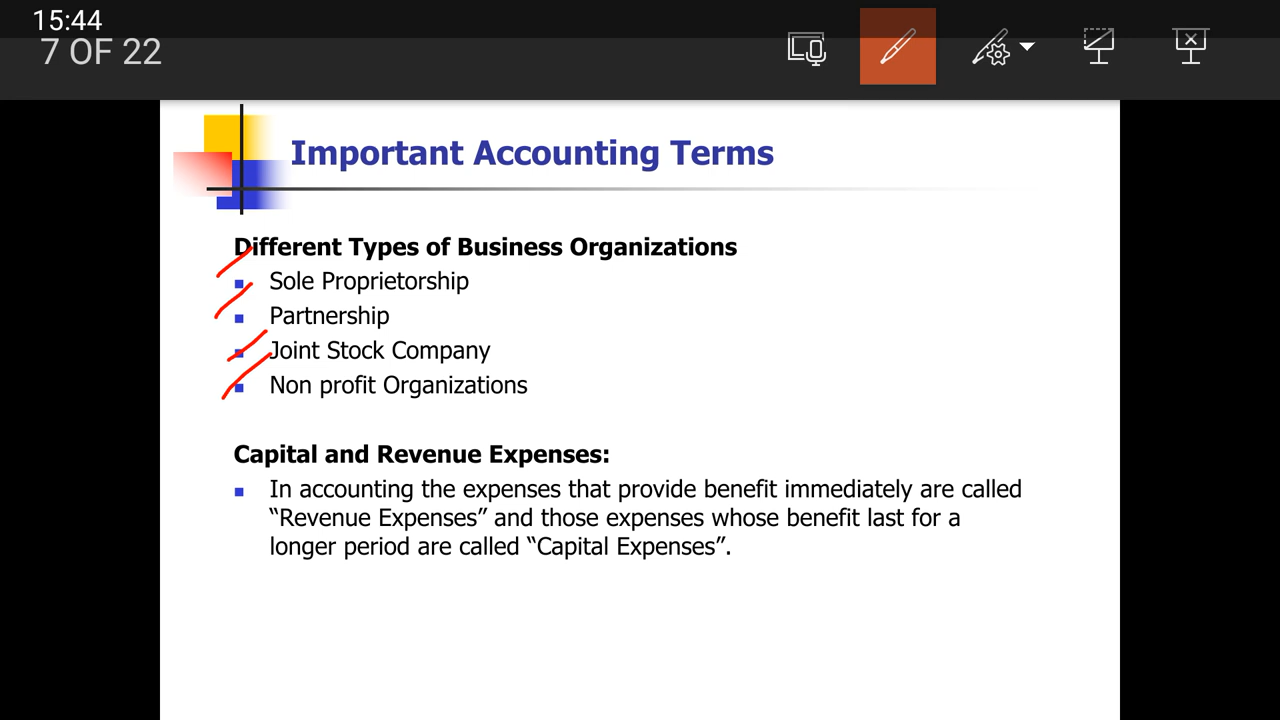 15:44
7 OF 22
Important Accounting Terms
Different Types of Business Organizations
Sole Proprietorship
Partnership
Joint Stock Company
Non profit Organizations
Capital and Revenue Expenses:
In accounting the expenses that provide benefit immediately are called
“Revenue Expenses” and those expenses whose benefit last for a
longer period are called “Capital Expenses”.